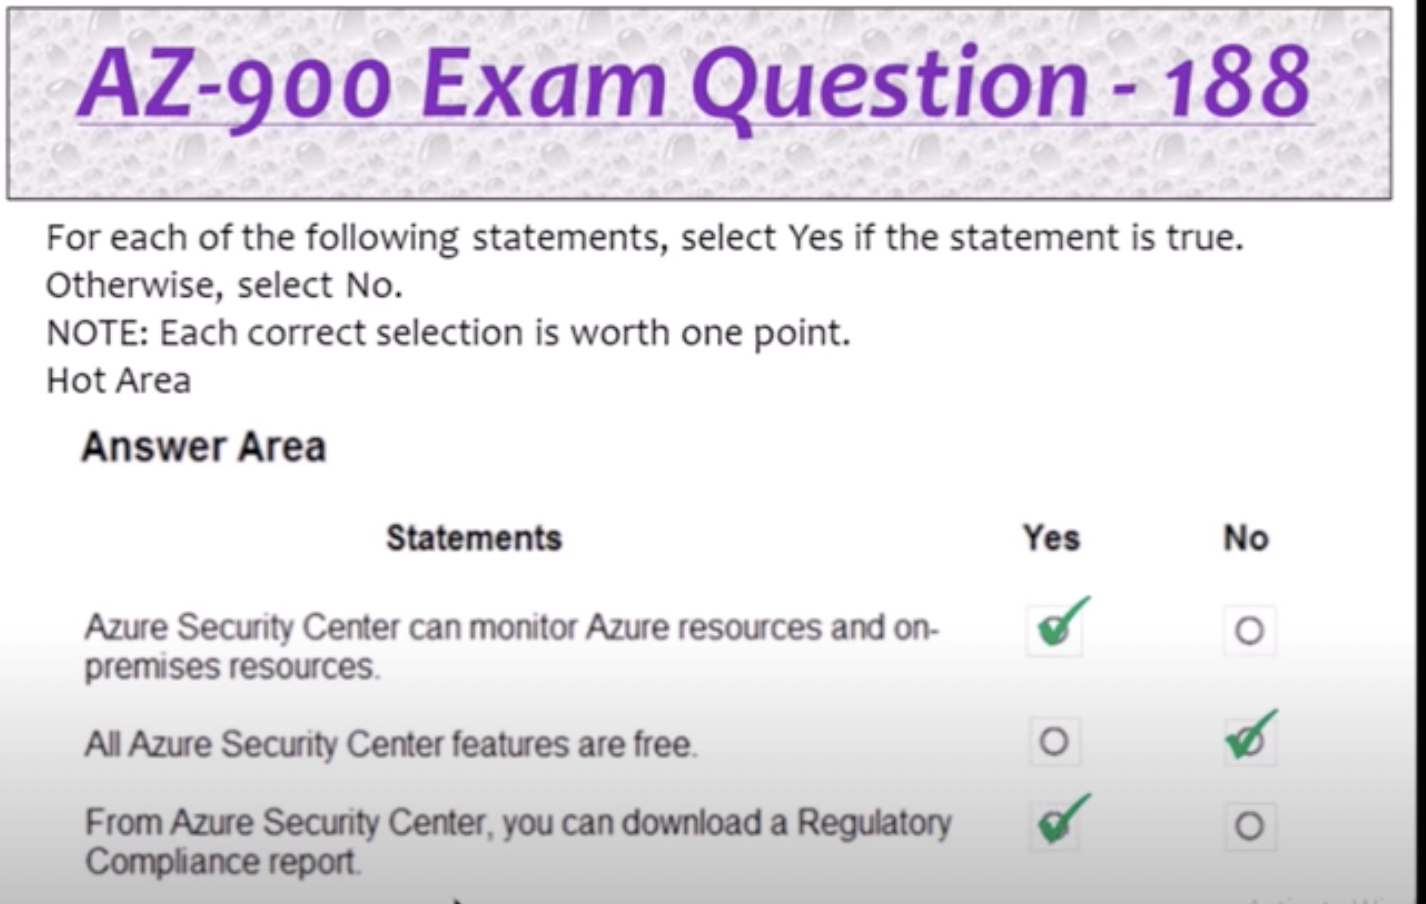 AZ-900 Exam Question - 188
For each of the following statements, select Yes if the statement is true.
Otherwise, select No.
NOTE: Each correct selection is worth one point.
Hot Area
Answer Area
Statements Yes No
Azure Security Center can monitor Azure resources and on-
premises resources.
All Azure Security Center features are free.
From Azure Security Center, you can download a Regulatory
Compliance report.